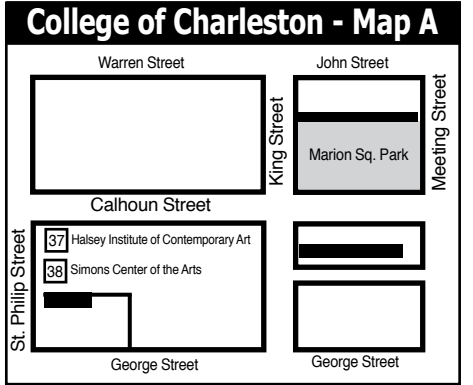 College of Charleston - Map A
Warren Street
John Street
King Street
Marion Sq. Park
Meeting Street
Calhoun Street
St. Philip Street
37 Halsey Institute of Contemporary Art
38 Simons Center of the Arts
George Street
George Street